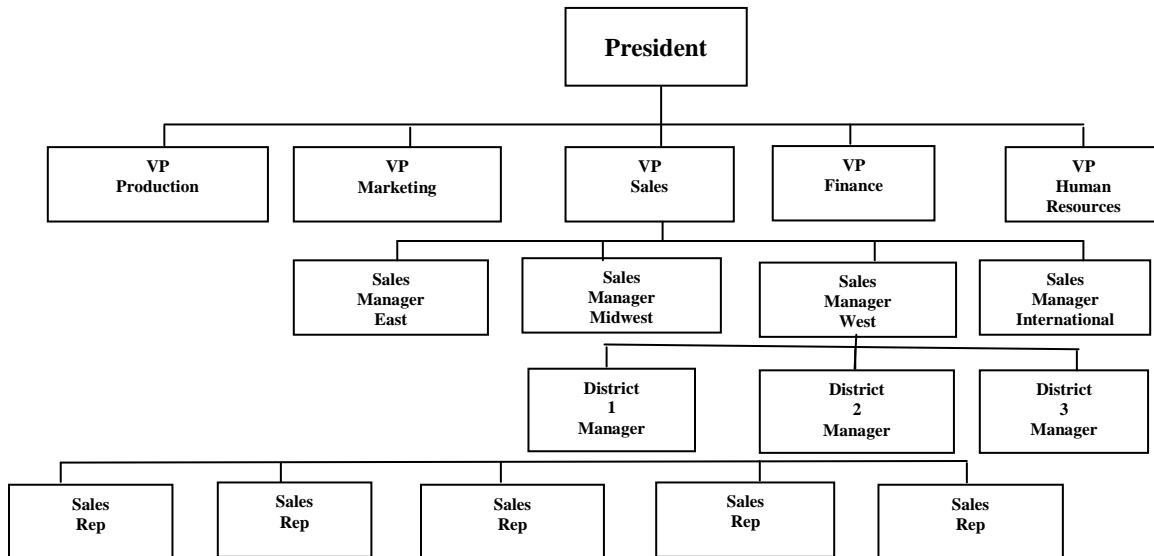 President
VP
Production
VP
Marketing
VP
Sales
VP
Finance
VP
Human
Resources
Sales
Manager
East
Sales
Manager
Midwest
Sales
Manager
West
Sales
Manager
International
District
1
Manager
District
2
Manager
District
3
Manager
Sales
Rep
Sales
Rep
Sales
Rep
Sales
Rep
Sales
Rep